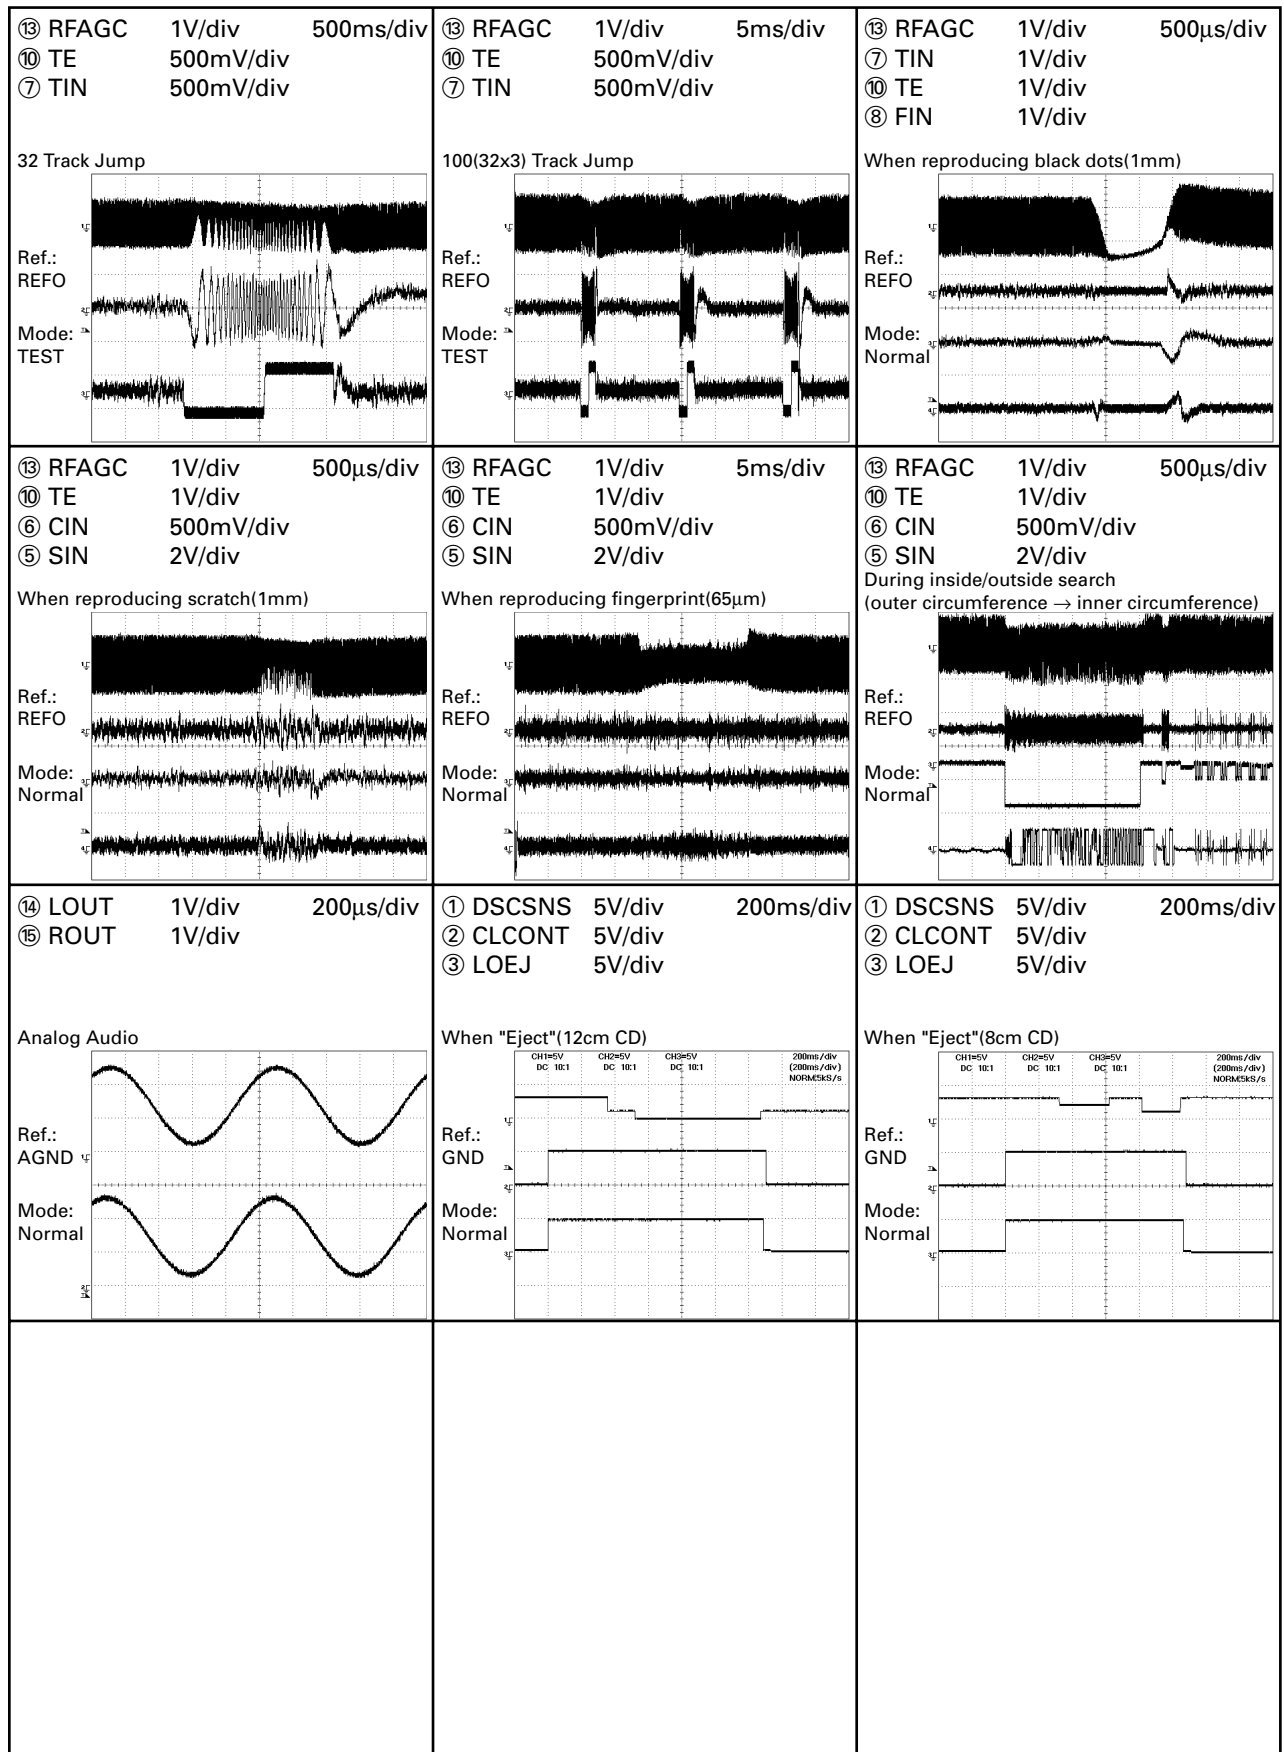 ⑬ RFAGC 1V/div 500ms/div
⑩ TE 500mV/div
⑦ TIN 500mV/div
32 Track Jump
Ref.:
REFO
Mode:
TEST
⑬ RFAGC 1V/div 5ms/div
⑩ TE 500mV/div
⑦ TIN 500mV/div
100(32x3) Track Jump
Ref.:
REFO
Mode:
TEST
⑬ RFAGC 1V/div 500µs/div
⑦ TIN 1V/div
⑩ TE 1V/div
⑧ FIN 1V/div
When reproducing black dots(1mm)
Ref.:
REFO
Mode:
Normal
⑬ RFAGC 1V/div 500µs/div
⑩ TE 1V/div
⑥ CIN 500mV/div
⑤ SIN 2V/div
When reproducing scratch(1mm)
Ref.:
REFO
Mode:
Normal
⑬ RFAGC 1V/div 5ms/div
⑩ TE 1V/div
⑥ CIN 500mV/div
⑤ SIN 2V/div
When reproducing fingerprint(65µm)
Ref.:
REFO
Mode:
Normal
⑬ RFAGC 1V/div 500µs/div
⑩ TE 1V/div
⑥ CIN 500mV/div
⑤ SIN 2V/div
During inside/outside search
(outer circumference → inner circumference)
Ref.:
REFO
Mode:
Normal
⑭ LOUT 1V/div 200µs/div
⑮ ROUT 1V/div
Analog Audio
Ref.:
AGND
Mode:
Normal
① DSCSNS 5V/div 200ms/div
② CLCONT 5V/div
③ LOEJ 5V/div
When "Eject"(12cm CD)
CH1=5V CH2=5V CH3=5V 200ms/div
DC 10:1 DC 10:1 DC 10:1 (200ms/div)
NORM:5kS/s
Ref.:
GND
Mode:
Normal
① DSCSNS 5V/div 200ms/div
② CLCONT 5V/div
③ LOEJ 5V/div
When "Eject"(8cm CD)
CH1=5V CH2=5V CH3=5V 200ms/div
DC 10:1 DC 10:1 DC 10:1 (200ms/div)
NORM:5kS/s
Ref.:
GND
Mode:
Normal